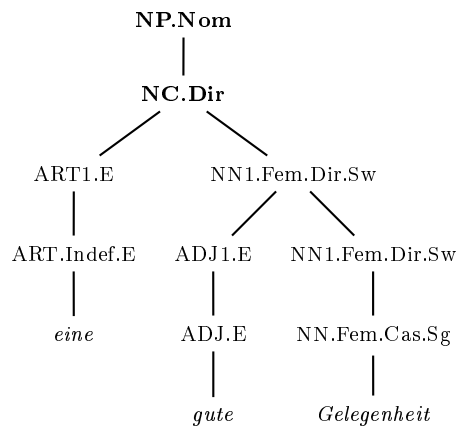 NP.Nom
NC.Dir
ART1.E NN1.Fem.Dir.Sw
ART.Indef.E ADJ1.E NN1.Fem.Dir.Sw
eine ADJ.E NN.Fem.Cas.Sg
gute Gelegenheit